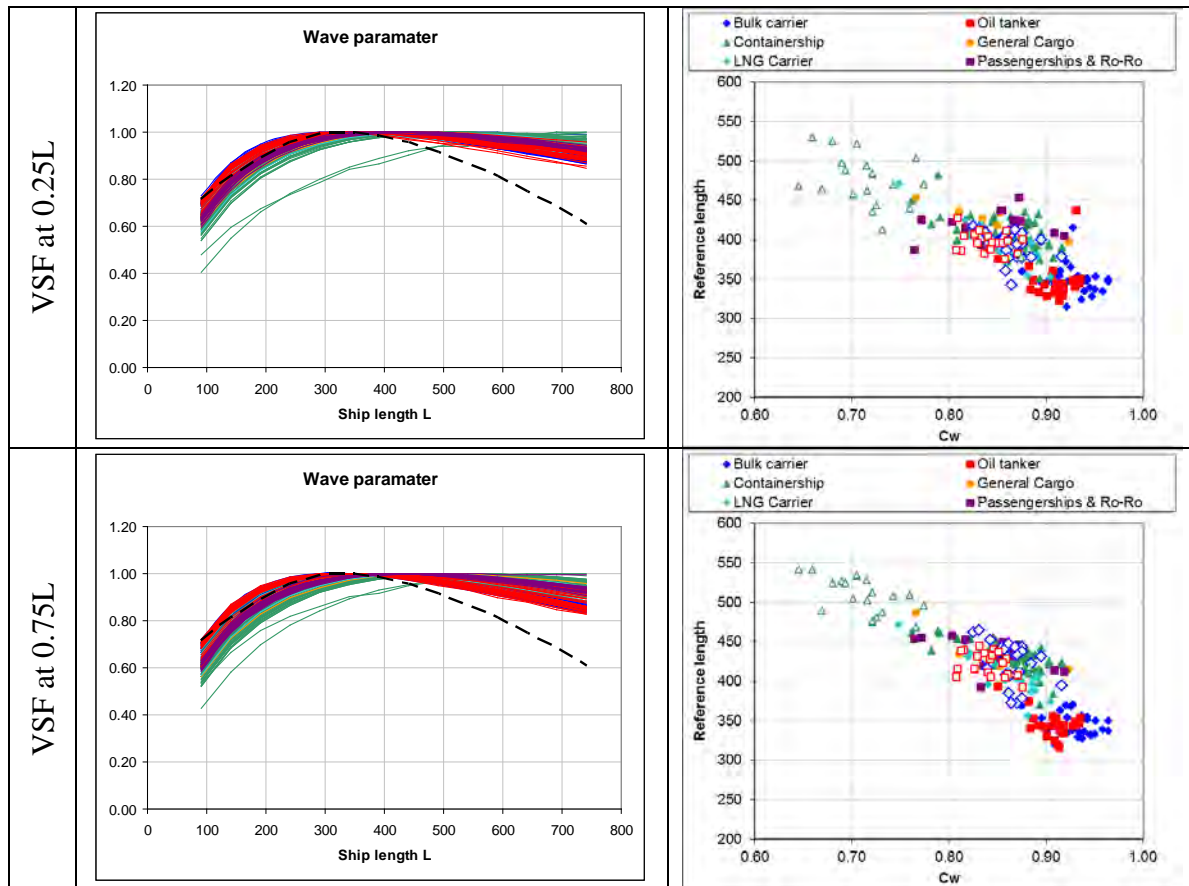 VSF at 0.25L
Wave paramater
1.20
1.00
0.80
0.60
0.40
0.20
0.00
0 100 200 300 400 500 600 700 800
Ship length L
Bulk carrier Oil tanker
Containership General Cargo
LNG Carrier Passengerships & Ro-Ro
600
550
500
450
400
350
300
250
200
Reference length
0.60 0.70 0.80 0.90 1.00
Cw
VSF at 0.75L
Wave paramater
1.20
1.00
0.80
0.60
0.40
0.20
0.00
0 100 200 300 400 500 600 700 800
Ship length L
Bulk carrier Oil tanker
Containership General Cargo
LNG Carrier Passengerships & Ro-Ro
600
550
500
450
400
350
300
250
200
Reference length
0.60 0.70 0.80 0.90 1.00
Cw